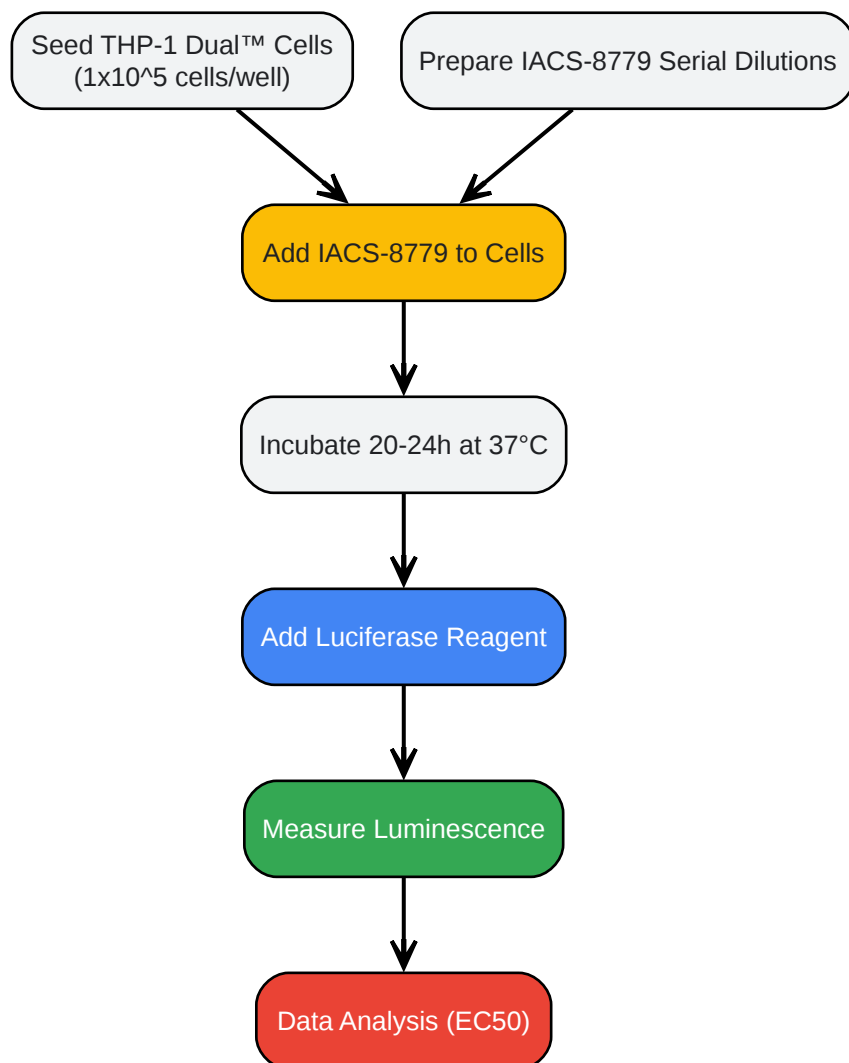 Seed THP-1 Dual™ Cells
(1x10^5 cells/well)
Prepare IACS-8779 Serial Dilutions
Add IACS-8779 to Cells
Incubate 20-24h at 37°C
Add Luciferase Reagent
Measure Luminescence
Data Analysis (EC50)